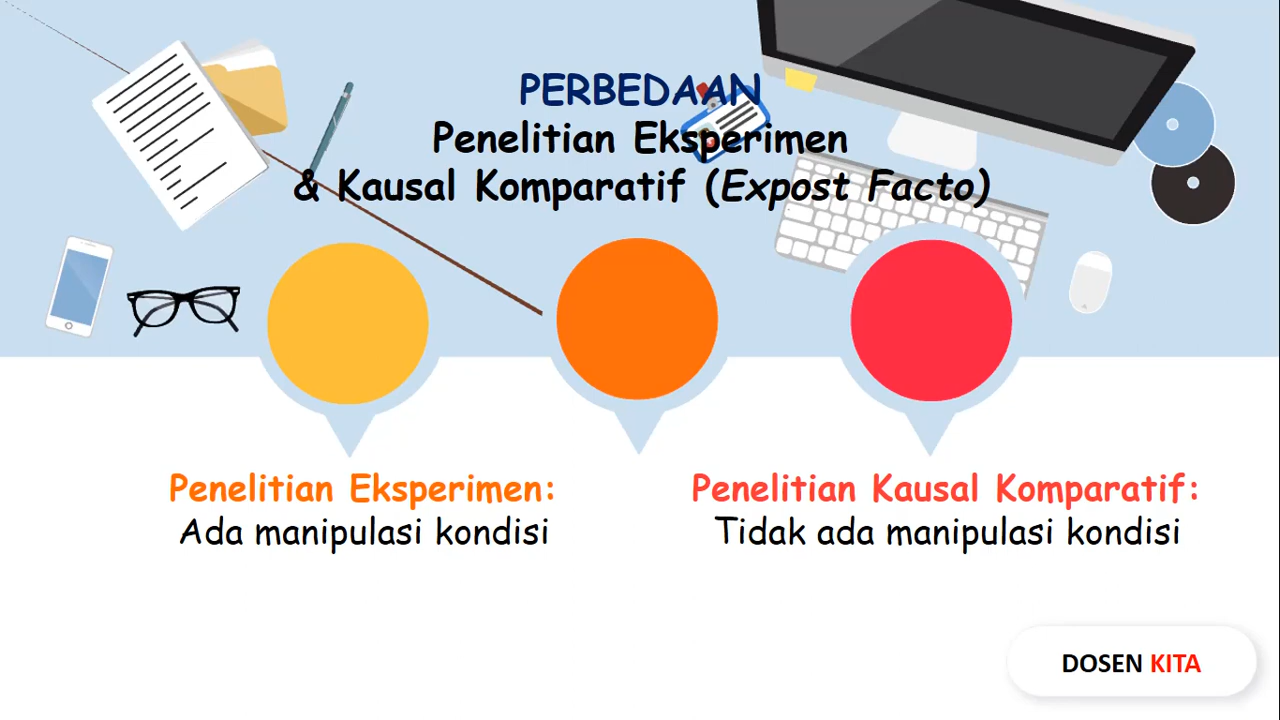 PERBEDAAN
Penelitian Eksperimen
& Kausal Komparatif (Expost Facto)
Penelitian Eksperimen:
Ada manipulasi kondisi
Penelitian Kausal Komparatif:
Tidak ada manipulasi kondisi
DOSEN KITA